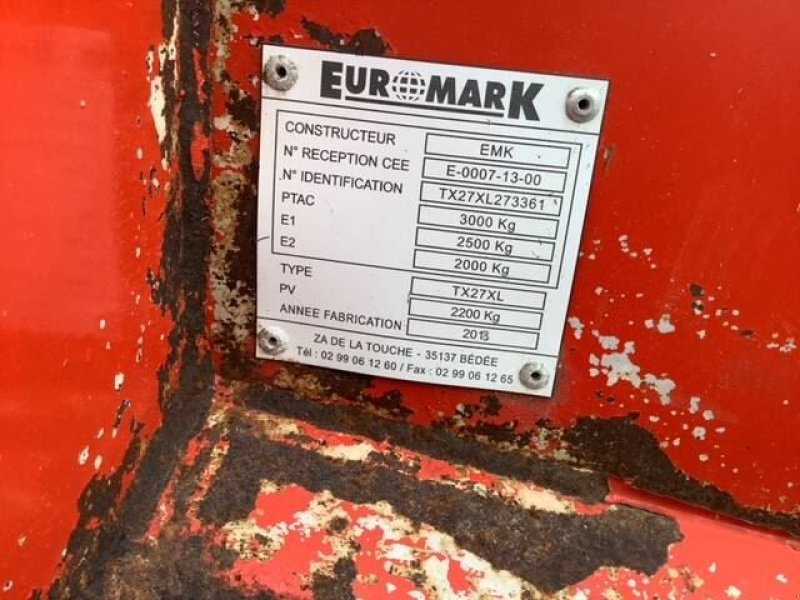 EUROMARK
CONSTRUCTEUR EMK
N° RECEPTION CEE E-0007-13-00
N° IDENTIFICATION TX27XL273361
PTAC 3000 Kg
E1 2500 Kg
E2 2000 Kg
TYPE TX27XL
PV 2200 Kg
ANNEE FABRICATION 2013
ZA DE LA TOUCHE - 35137 BÉDÉE
Tél : 02 99 06 12 60 / Fax : 02 99 06 12 65